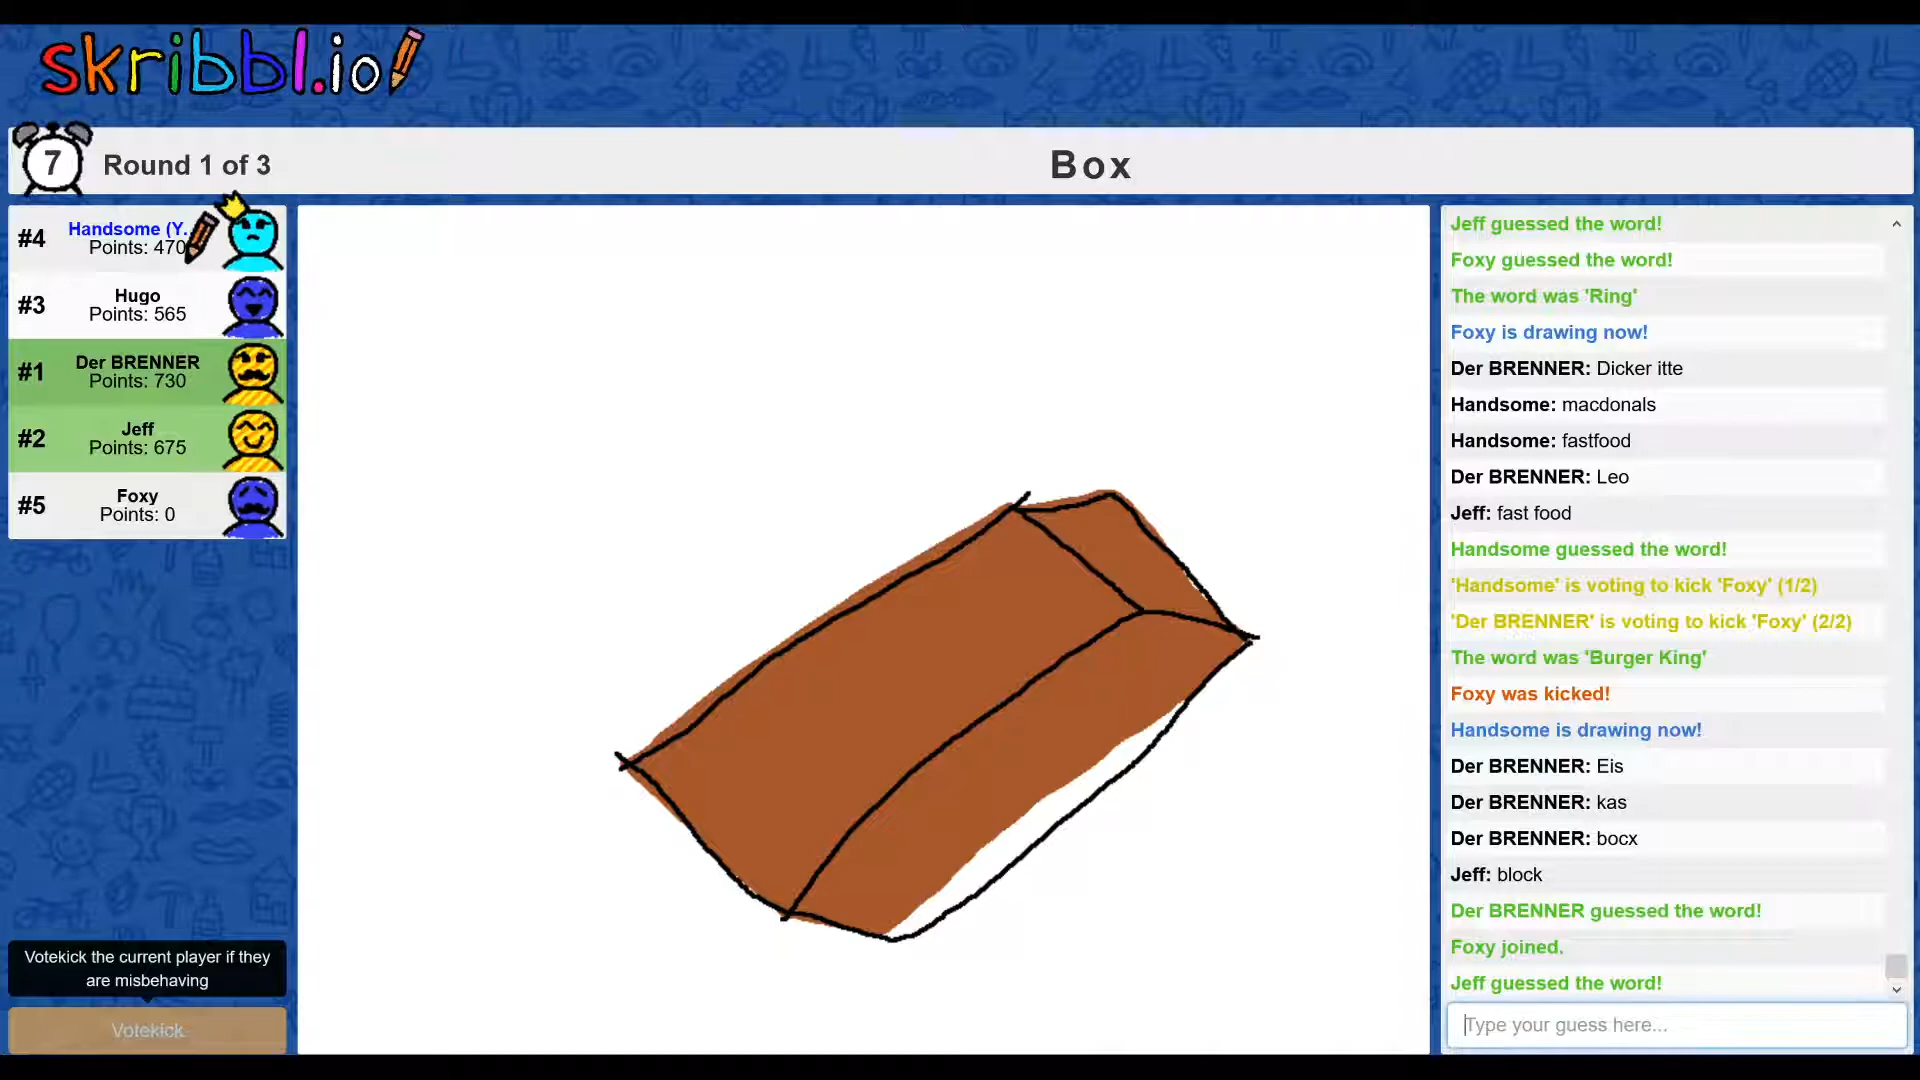 skribbl.io
7
Round 1 of 3
Box
#4
Handsome (Y...
Points: 470
#3
Hugo
Points: 565
#1
Der BRENNER
Points: 730
#2
Jeff
Points: 675
#5
Foxy
Points: 0
Votekick the current player if they
are misbehaving
Votekick
Jeff guessed the word!
Foxy guessed the word!
The word was 'Ring'
Foxy is drawing now!
Der BRENNER: Dicker itte
Handsome: macdonals
Handsome: fastfood
Der BRENNER: Leo
Jeff: fast food
Handsome guessed the word!
'Handsome' is voting to kick 'Foxy' (1/2)
'Der BRENNER' is voting to kick 'Foxy' (2/2)
The word was 'Burger King'
Foxy was kicked!
Handsome is drawing now!
Der BRENNER: Eis
Der BRENNER: kas
Der BRENNER: bocx
Jeff: block
Der BRENNER guessed the word!
Foxy joined.
Jeff guessed the word!
Type your guess here...